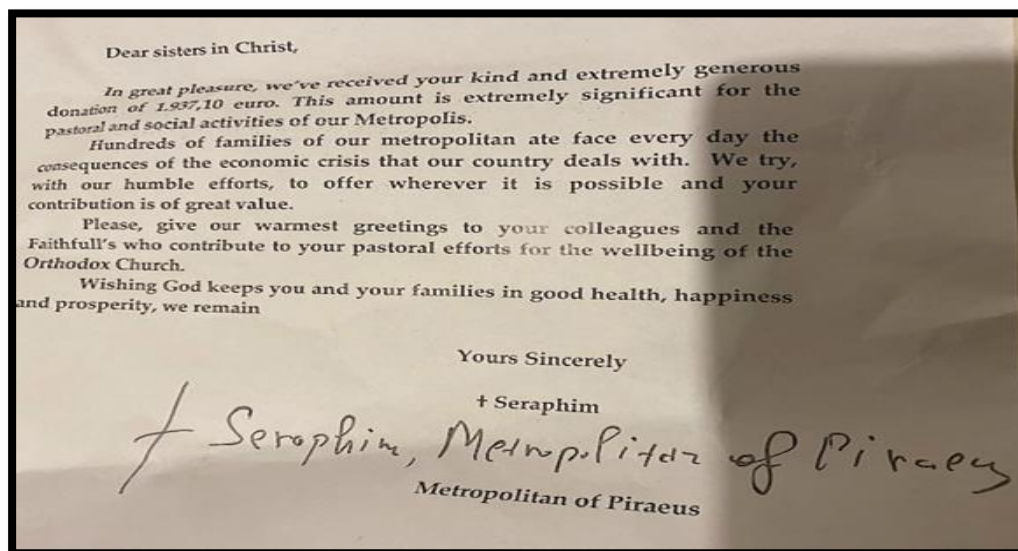 Dear sisters in Christ,
In great pleasure, we've received your kind and extremely generous
donation of 1.937,10 euro. This amount is extremely significant for the
pastoral and social activities of our Metropolis.
Hundreds of families of our metropolitan ate face every day the
consequences of the economic crisis that our country deals with. We try,
with our humble efforts, to offer wherever it is possible and your
contribution is of great value.
Please, give our warmest greetings to your colleagues and the
Faithfull's who contribute to your pastoral efforts for the wellbeing of the
Orthodox Church.
Wishing God keeps you and your families in good health, happiness
and prosperity, we remain
Yours Sincerely
† Seraphim
† Seraphim, Metropolitan of Piraeus
Metropolitan of Piraeus